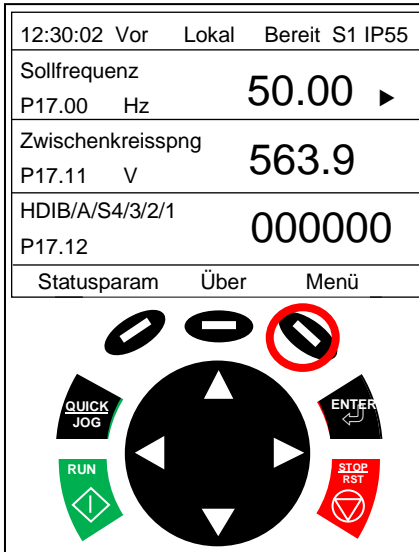 12:30:02 Vor Lokal Bereit S1 IP55
Sollfrequenz
P17.00 Hz 50.00
Zwischenkreisspng
P17.11 V 563.9
HDIB/A/S4/3/2/1
P17.12 000000
Statusparam Über Menü
QUICK
JOG
ENTER
RUN
STOP
RST